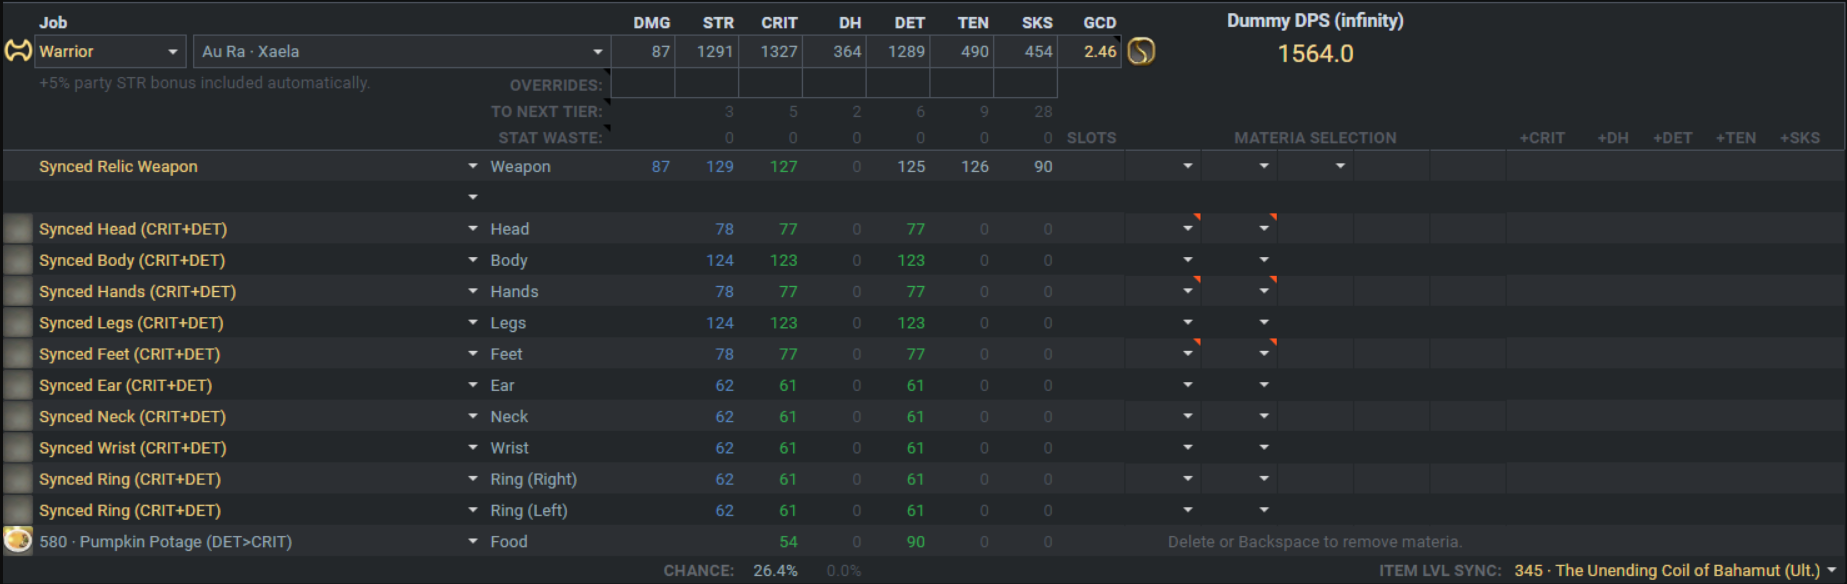 Job DMG STR CRIT DH DET TEN SKS GCD Dummy DPS (infinity)
Warrior Au Ra · Xaela 87 1291 1327 364 1289 490 454 2.46 1564.0
+5% party STR bonus included automatically. OVERRIDES:
TO NEXT TIER: 3 5 2 6 9 28
STAT WASTE: 0 0 0 0 0 0 SLOTS MATERIA SELECTION +CRIT +DH +DET +TEN +SKS
Synced Relic Weapon Weapon 87 129 127 0 125 126 90
Synced Head (CRIT+DET) Head 78 77 0 77 0 0
Synced Body (CRIT+DET) Body 124 123 0 123 0 0
Synced Hands (CRIT+DET) Hands 78 77 0 77 0 0
Synced Legs (CRIT+DET) Legs 124 123 0 123 0 0
Synced Feet (CRIT+DET) Feet 78 77 0 77 0 0
Synced Ear (CRIT+DET) Ear 62 61 0 61 0 0
Synced Neck (CRIT+DET) Neck 62 61 0 61 0 0
Synced Wrist (CRIT+DET) Wrist 62 61 0 61 0 0
Synced Ring (CRIT+DET) Ring (Right) 62 61 0 61 0 0
Synced Ring (CRIT+DET) Ring (Left) 62 61 0 61 0 0
580 · Pumpkin Potage (DET>CRIT) Food 54 0 90 0 0 Delete or Backspace to remove materia.
CHANCE: 26.4% 0.0% ITEM LVL SYNC: 345 · The Unending Coil of Bahamut (Ult.)